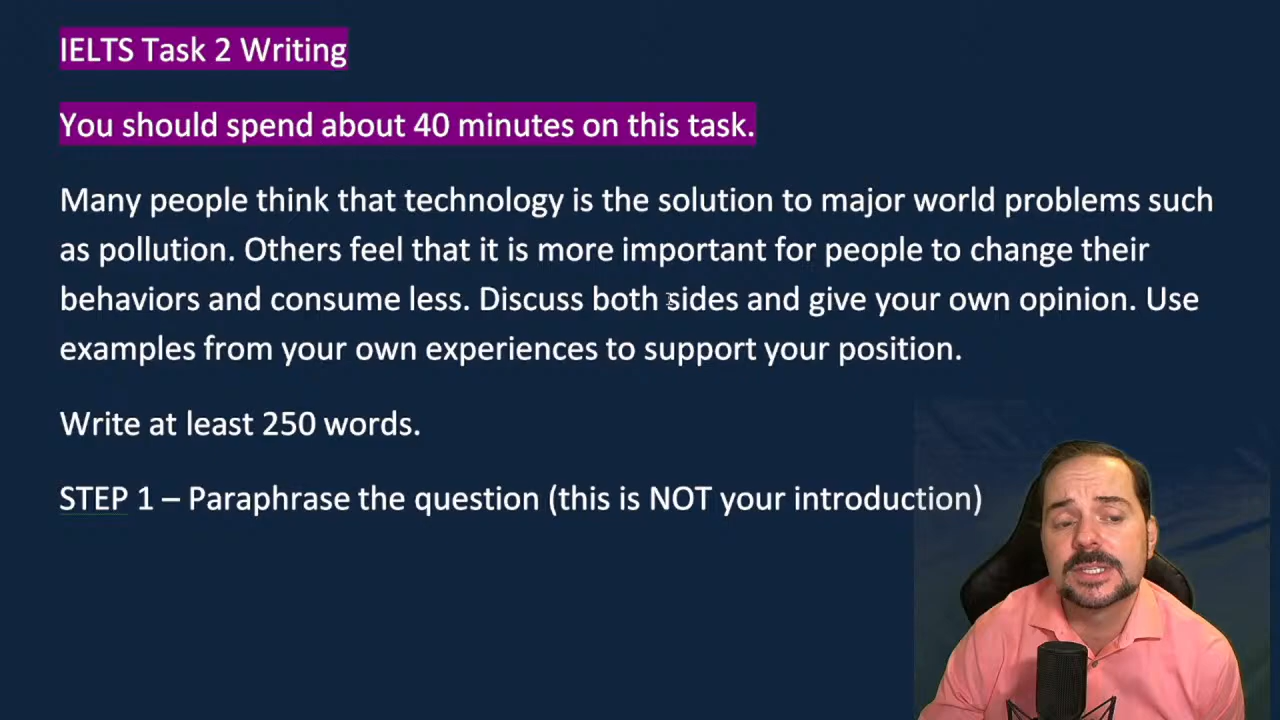 IELTS Task 2 Writing
You should spend about 40 minutes on this task.
Many people think that technology is the solution to major world problems such
as pollution. Others feel that it is more important for people to change their
behaviors and consume less. Discuss both sides and give your own opinion. Use
examples from your own experiences to support your position.
Write at least 250 words.
STEP 1 – Paraphrase the question (this is NOT your introduction)